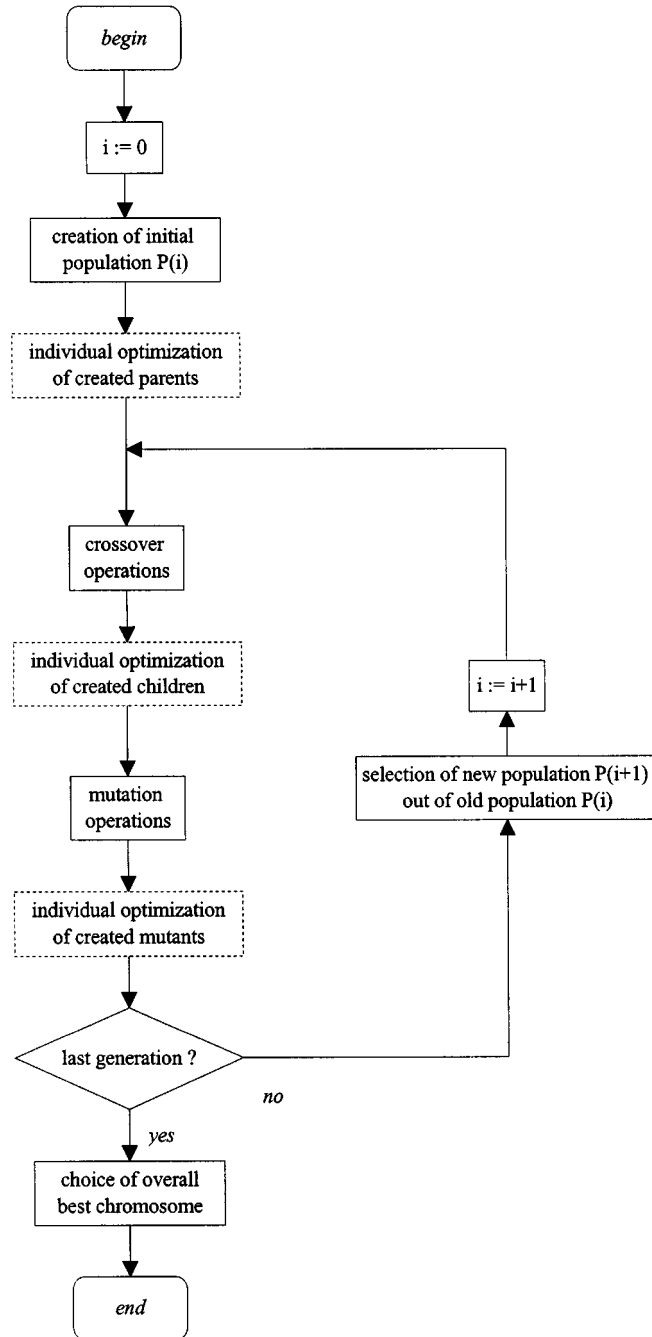 begin
i := 0
creation of initial
population P(i)
individual optimization
of created parents
crossover
operations
individual optimization
of created children
mutation
operations
individual optimization
of created mutants
last generation ?
no
yes
choice of overall
best chromosome
end
selection of new population P(i+1)
out of old population P(i)
i := i+1